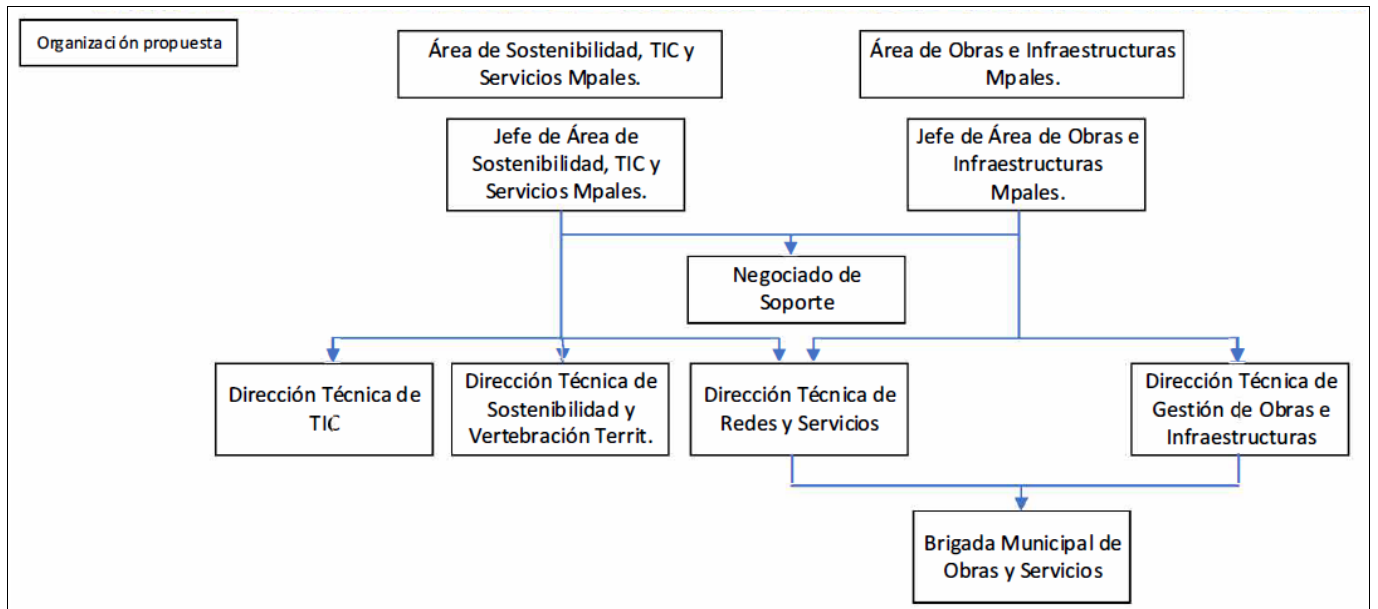 Organización propuesta
Área de Sostenibilidad, TIC y
Servicios Mpales.
Área de Obras e Infraestructuras
Mpales.
Jefe de Área de
Sostenibilidad, TIC y
Servicios Mpales.
Jefe de Área de Obras e
Infraestructuras
Mpales.
Negociado de
Soporte
Dirección Técnica de
TIC
Dirección Técnica de
Sostenibilidad y
Vertebración Territ.
Dirección Técnica de
Redes y Servicios
Dirección Técnica de
Gestión de Obras e
Infraestructuras
Brigada Municipal de
Obras y Servicios